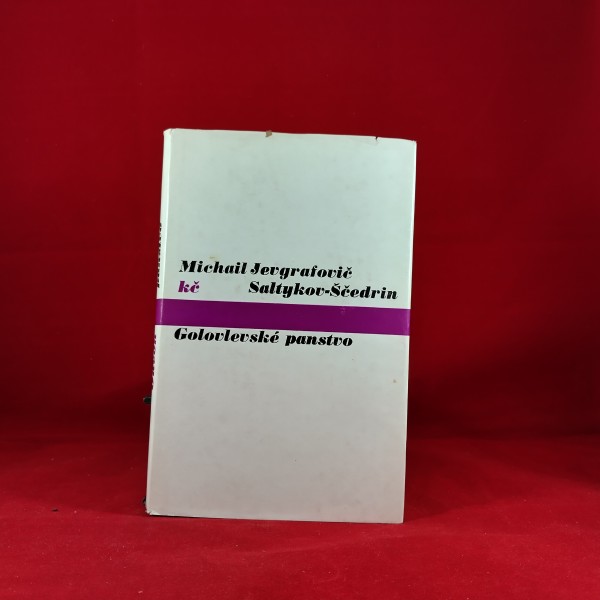 Michail Jevgrafovič
kč Saltykov-Ščedrin
Golovlevské panstvo